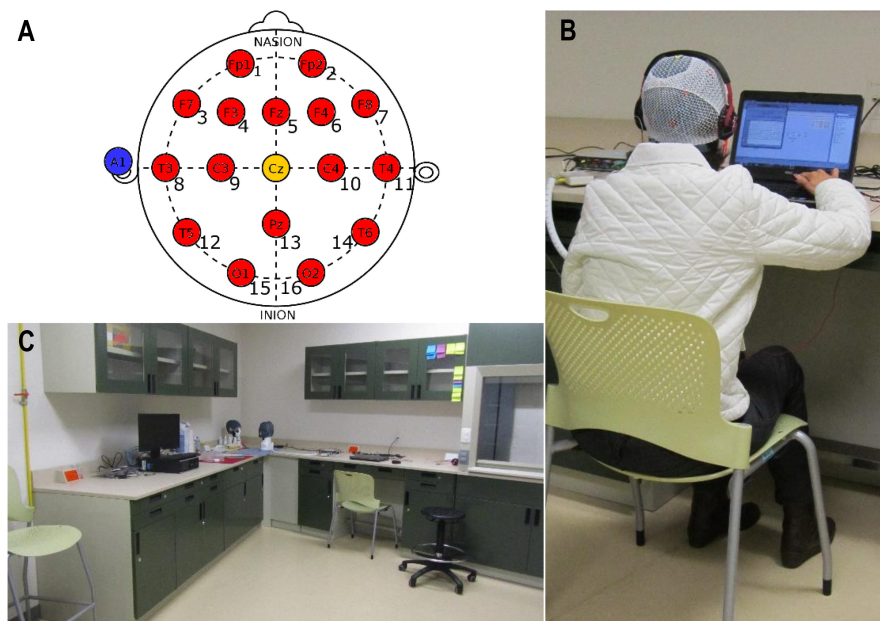 A
NASION
Fp1 1 Fp2 2
F7 3 F3 4 Fz 5 F4 6 F8 7
A1 T3 8 C3 9 Cz C4 10 T4 11
T5 12 Pz 13 14 T6
O1 15 16 O2
INION
B
C